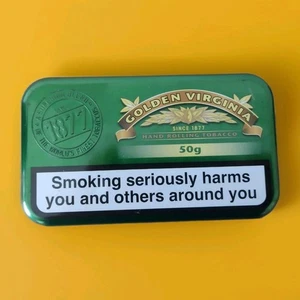 GOLDEN VIRGINIA
SINCE 1877
HAND ROLLING TOBACCO
50g
1877
Smoking seriously harms
you and others around you